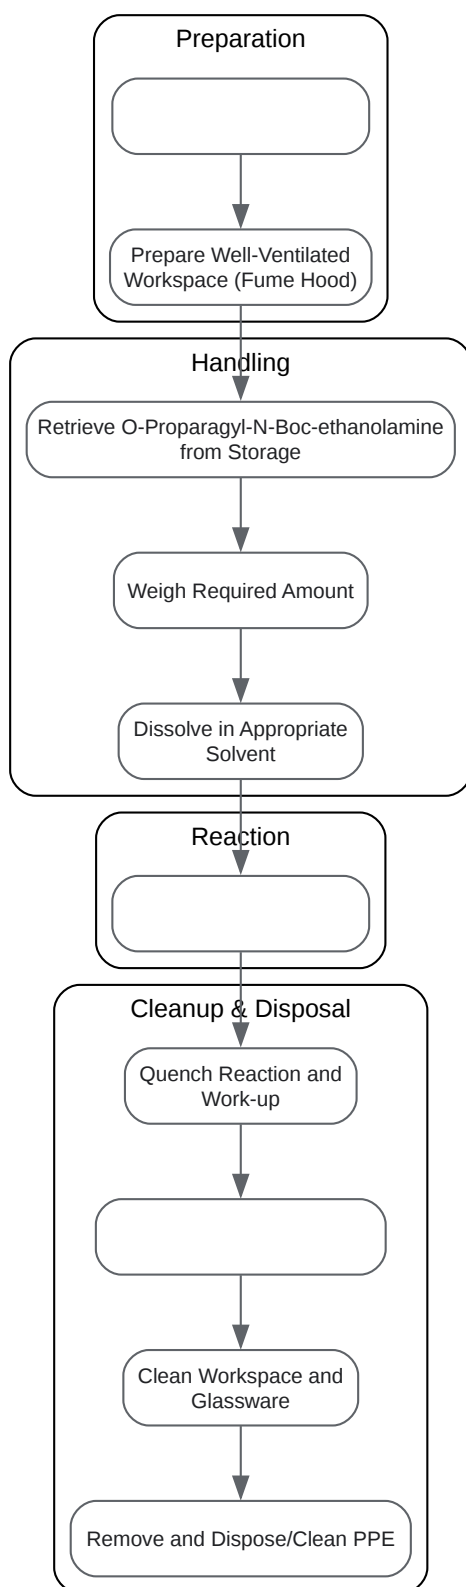 Preparation
Prepare Well-Ventilated
Workspace (Fume Hood)
Handling
Retrieve O-Proparagyl-N-Boc-ethanolamine
from Storage
Weigh Required Amount
Dissolve in Appropriate
Solvent
Reaction
Cleanup & Disposal
Quench Reaction and
Work-up
Clean Workspace and
Glassware
Remove and Dispose/Clean PPE